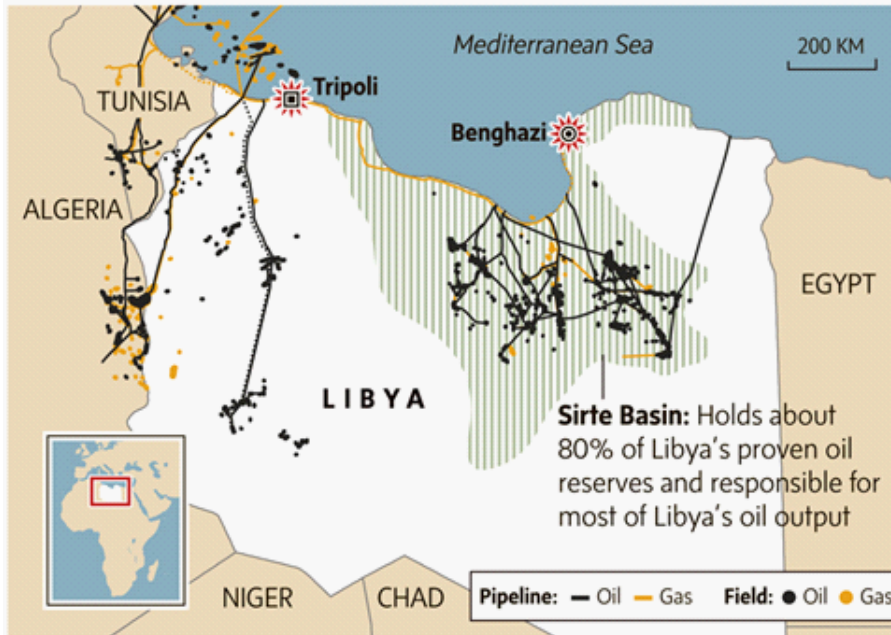 Mediterranean Sea
200 KM
TUNISIA
Tripoli
Benghazi
ALGERIA
EGYPT
LIBYA
Sirte Basin: Holds about
80% of Libya's proven oil
reserves and responsible for
most of Libya's oil output
NIGER
CHAD
Pipeline: Oil Gas Field: Oil Gas